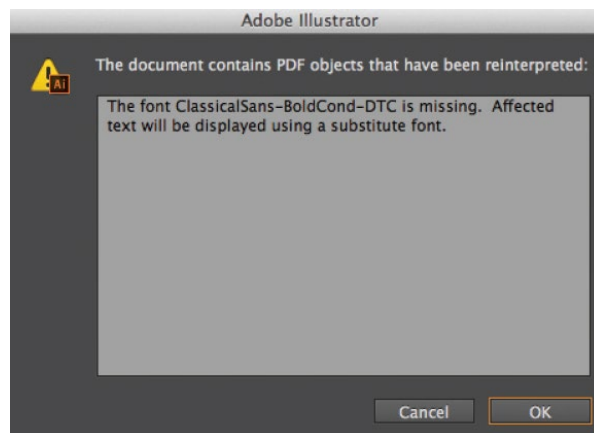 Adobe Illustrator
The document contains PDF objects that have been reinterpreted:
Ai
The font ClassicalSans-BoldCond-DTC is missing. Affected
text will be displayed using a substitute font.
Cancel
OK